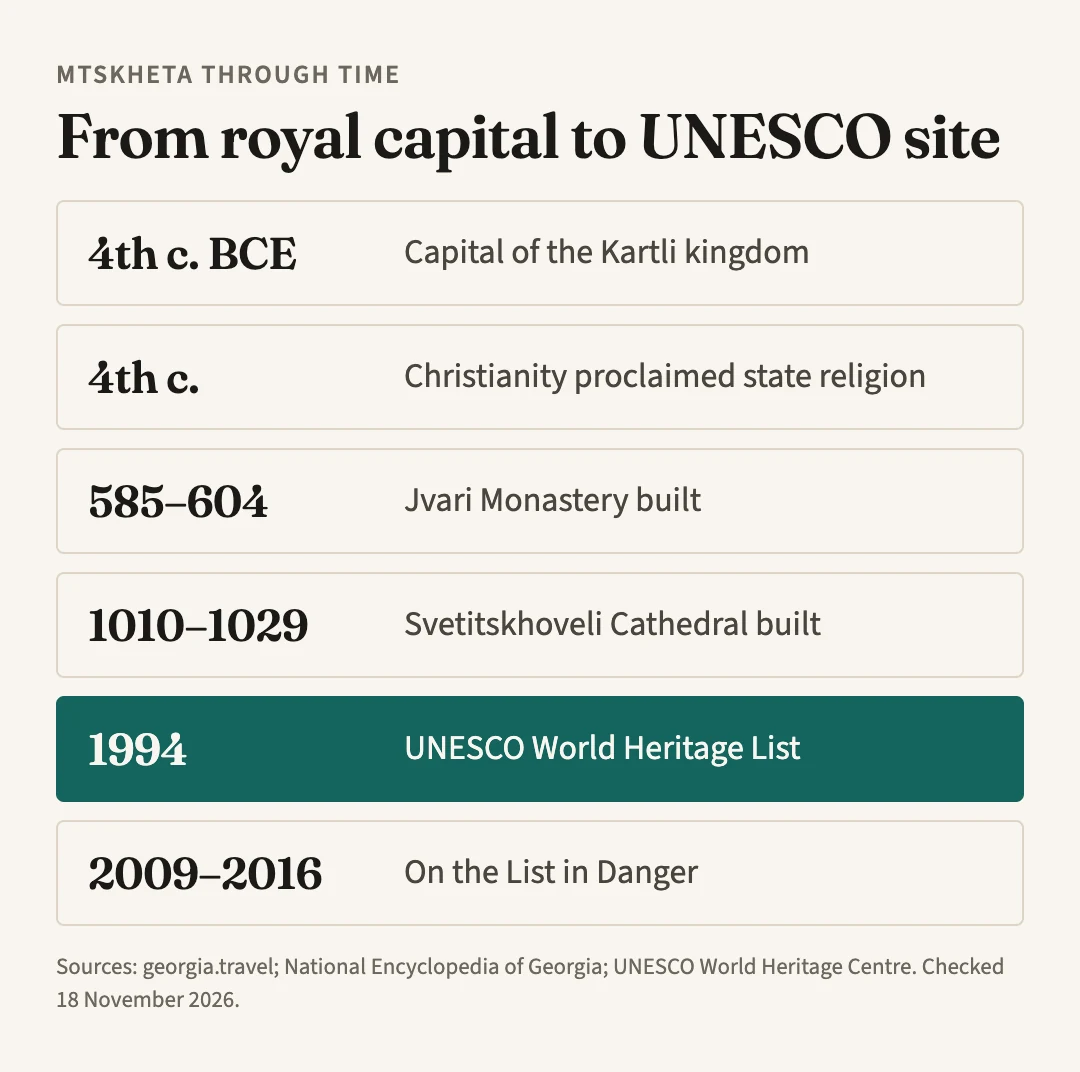 MTSKHETA THROUGH TIME
From royal capital to UNESCO site
4th c. BCE Capital of the Kartli kingdom
4th c. Christianity proclaimed state religion
585–604 Jvari Monastery built
1010–1029 Svetitskhoveli Cathedral built
1994 UNESCO World Heritage List
2009–2016 On the List in Danger
Sources: georgia.travel; National Encyclopedia of Georgia; UNESCO World Heritage Centre. Checked
18 November 2026.